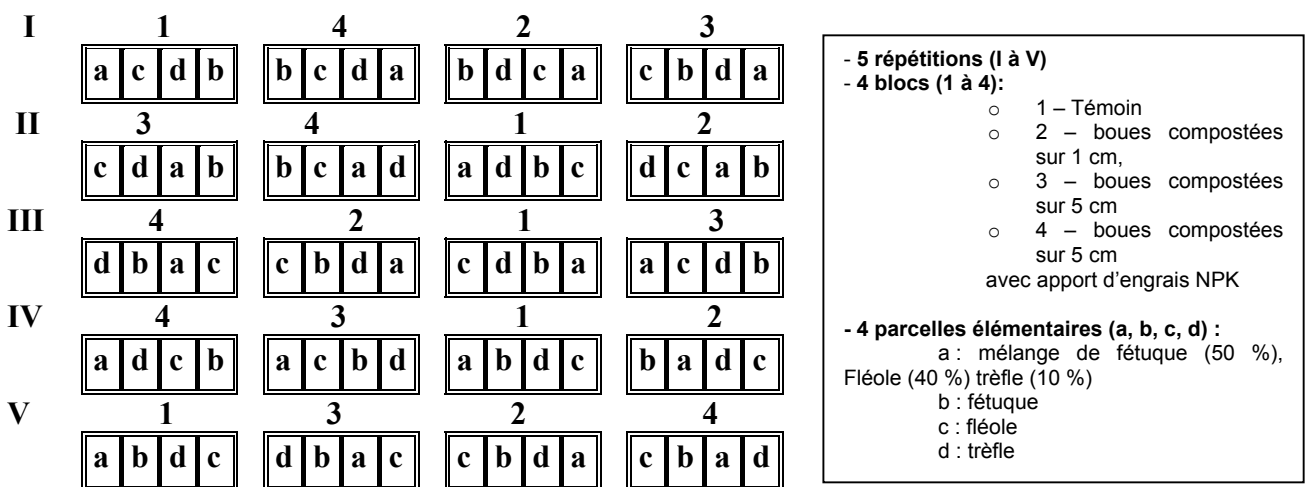 I 1 4 2 3
a c d b b c d a b d c a c b d a
II 3 4 1 2
c d a b b c a d a d b c d c a b
III 4 2 1 3
d b a c c b d a c d b a a c d b
IV 4 3 1 2
a d c b a c b d a b d c b a d c
V 1 3 2 4
a b d c d b a c c b d a c b a d
- 5 répétitions (I à V)
- 4 blocs (1 à 4):
o 1 – Témoin
o 2 – boues compostées
sur 1 cm,
o 3 – boues compostées
sur 5 cm
o 4 – boues compostées
sur 5 cm
avec apport d'engrais NPK
- 4 parcelles élémentaires (a, b, c, d) :
a : mélange de fétuque (50 %),
Fléole (40 %) trèfle (10 %)
b : fétuque
c : fléole
d : trèfle